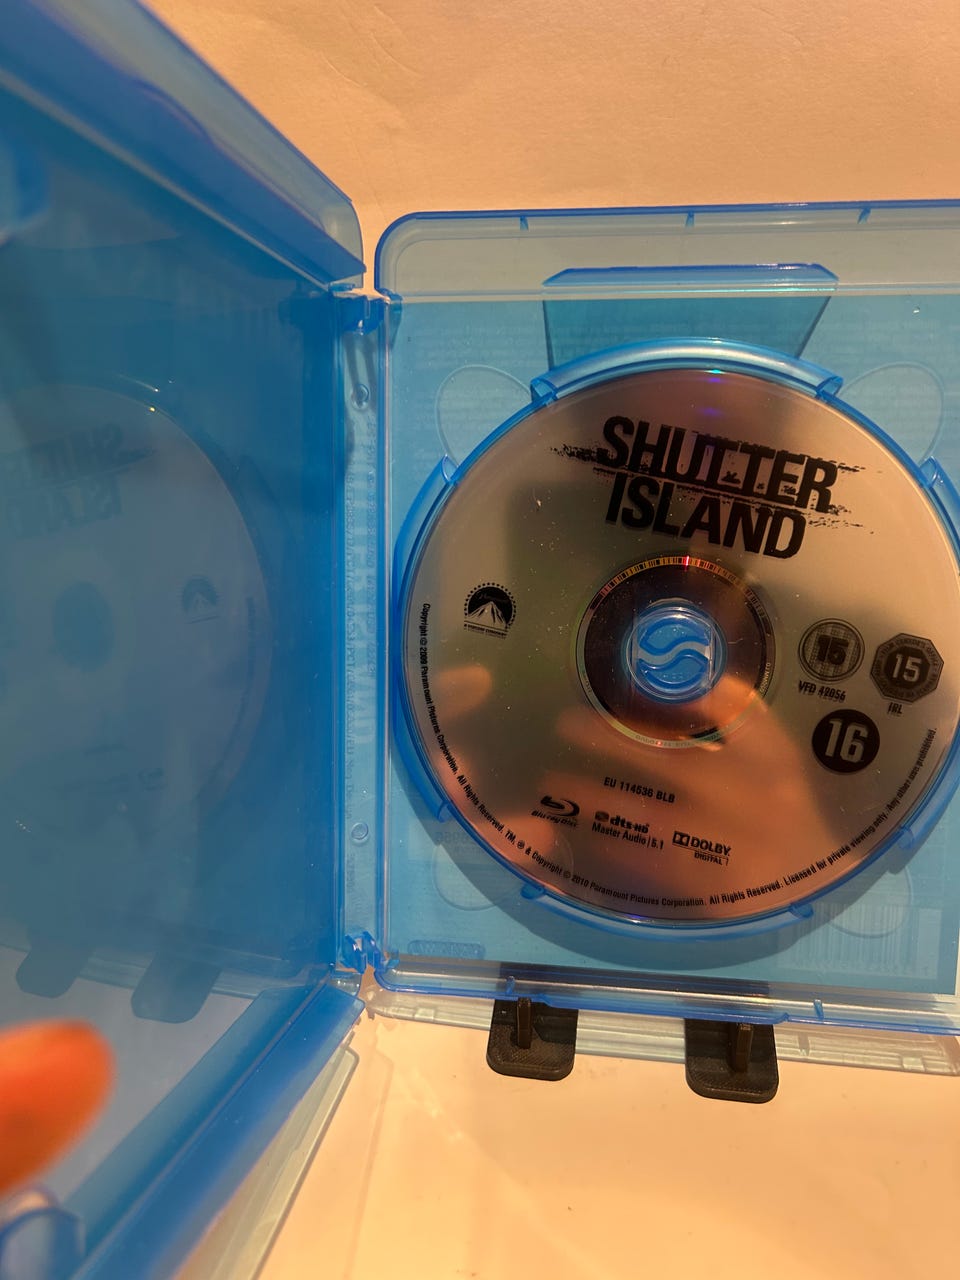 SHUTTER
ISLAND
15
VFD 42056
15
IRL
16
EU 114536 BLB
Blu-ray Disc
dts-HD
Master Audio | 5.1
DOLBY
DIGITAL
Copyright © 2009 Paramount Pictures Corporation. All Rights Reserved. TM, ® & Copyright © 2010 Paramount Pictures Corporation. All Rights Reserved. Licensed for private viewing only. Any other use prohibited.